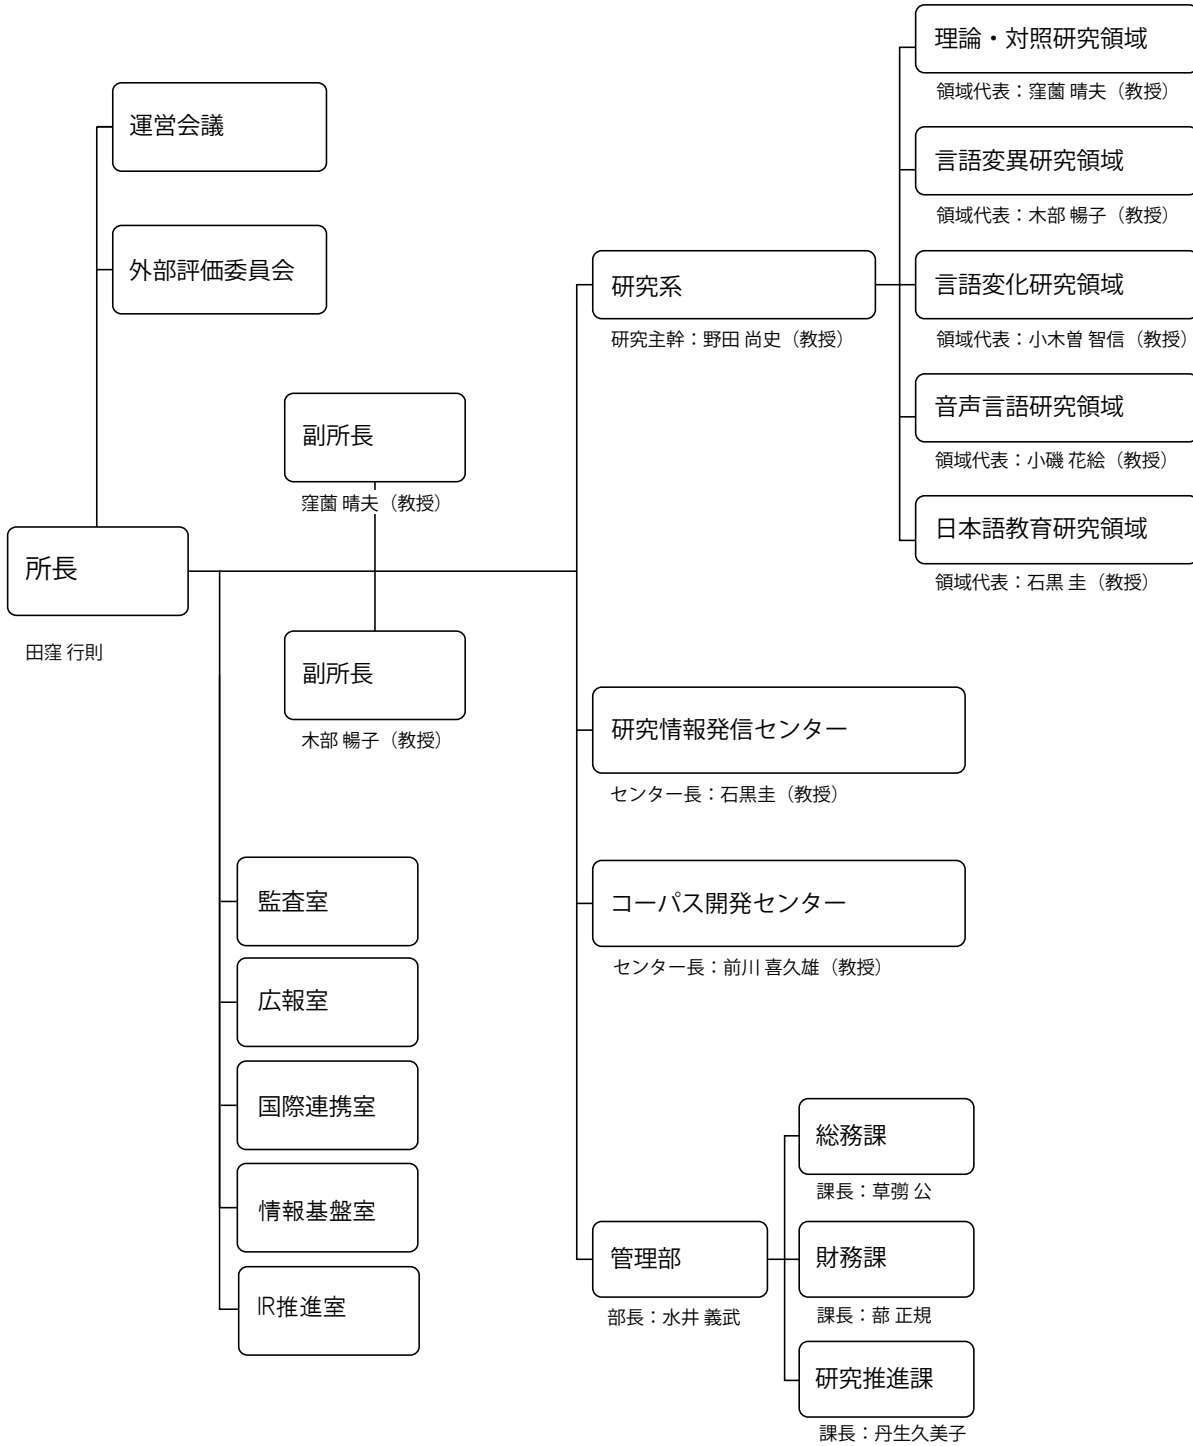 運営会議
外部評価委員会
所長
田窪 行則
副所長
窪薗 晴夫（教授）
副所長
木部 暢子（教授）
監査室
広報室
国際連携室
情報基盤室
IR推進室
研究系
研究主幹：野田 尚史（教授）
理論・対照研究領域
領域代表：窪薗 晴夫（教授）
言語変異研究領域
領域代表：木部 暢子（教授）
言語変化研究領域
領域代表：小木曽 智信（教授）
音声言語研究領域
領域代表：小磯 花絵（教授）
日本語教育研究領域
領域代表：石黒 圭（教授）
研究情報発信センター
センター長：石黒圭（教授）
コーパス開発センター
センター長：前川 喜久雄（教授）
管理部
部長：水井 義武
総務課
課長：草彅 公
財務課
課長：蔀 正規
研究推進課
課長：丹生久美子